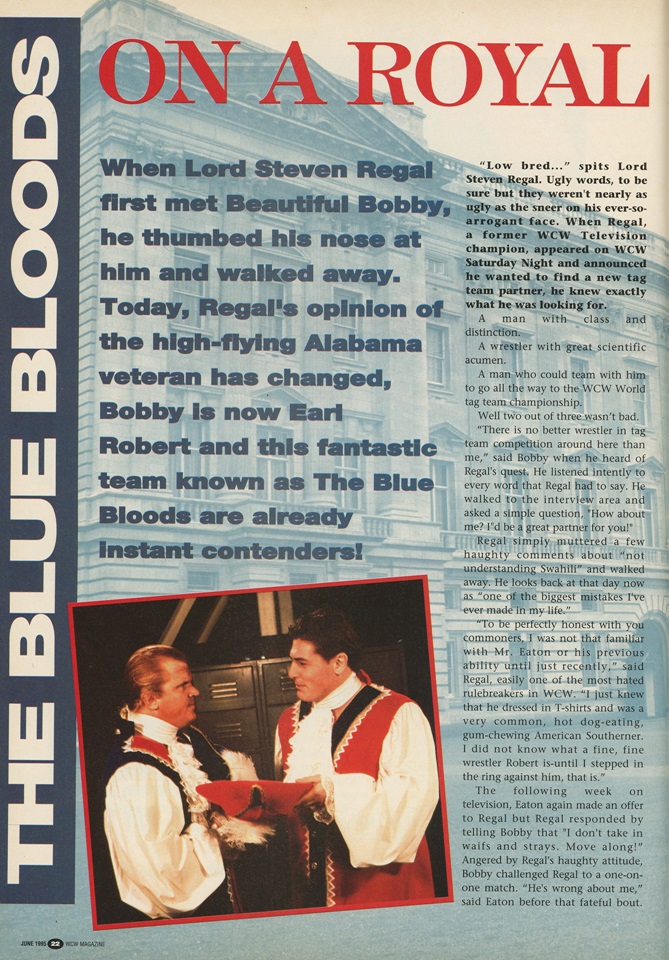 THE BLUE BLOODS
ON A ROYAL
When Lord Steven Regal
first met Beautiful Bobby,
he thumbed his nose at
him and walked away.
Today, Regal's opinion of
the high-flying Alabama
veteran has changed,
Bobby is now Earl
Robert and this fantastic
team known as The Blue
Bloods are already
instant contenders!
"Low bred..." spits Lord
Steven Regal. Ugly words, to be
sure but they weren't nearly as
ugly as the sneer on his ever-so-
arrogant face. When Regal,
a former WCW Television
champion, appeared on WCW
Saturday Night and announced
he wanted to find a new tag
team partner, he knew exactly
what he was looking for.
A man with class and
distinction.
A wrestler with great scientific
acumen.
A man who could team with him
to go all the way to the WCW World
tag team championship.
Well two out of three wasn't bad.
"There is no better wrestler in tag
team competition around here than
me," said Bobby when he heard of
Regal's quest. He listened intently to
every word that Regal had to say. He
walked to the interview area and
asked a simple question, "How about
me? I'd be a great partner for you!"
Regal simply muttered a few
haughty comments about "not
understanding Swahili" and walked
away. He looks back at that day now
as "one of the biggest mistakes I've
ever made in my life."
"To be perfectly honest with you
commoners, I was not that familiar
with Mr. Eaton or his previous
ability until just recently," said
Regal, easily one of the most hated
rulebreakers in WCW. "I just knew
that he dressed in T-shirts and was a
very common, hot dog-eating,
gum-chewing American Southerner.
I did not know what a fine, fine
wrestler Robert is-until I stepped in
the ring against him, that is."
The following week on
television, Eaton again made an offer
to Regal but Regal responded by
telling Bobby that "I don't take in
waifs and strays. Move along!"
Angered by Regal's haughty attitude,
Bobby challenged Regal to a one-on-
one match. "He's wrong about me,"
said Eaton before that fateful bout.
JUNE 1995 22 WCW MAGAZINE